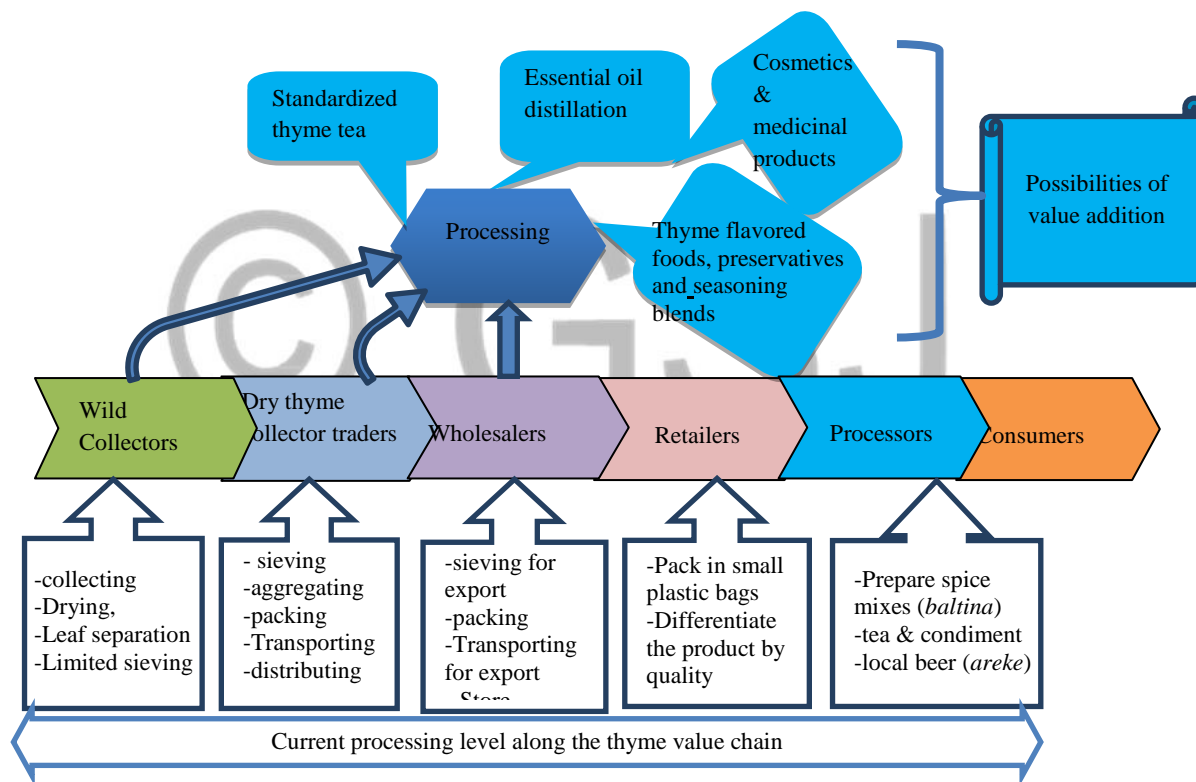 Standardized
thyme tea
Essential oil
distillation
Cosmetics
&
medicinal
products
Processing
Thyme flavored
foods, preservatives
and seasoning
blends
Possibilities of
value addition
© GSJ
Wild
Collectors
Dry thyme
collector traders
Wholesalers
Retailers
Processors
Consumers
-collecting
-Drying,
-Leaf separation
-Limited sieving
- sieving
-aggregating
-packing
-Transporting
-distributing
-sieving for
export
-packing
-Transporting
for export
-Store
-Pack in small
plastic bags
-Differentiate
the product by
quality
-Prepare spice
mixes (baltina)
-tea & condiment
-local beer (areke)
Current processing level along the thyme value chain